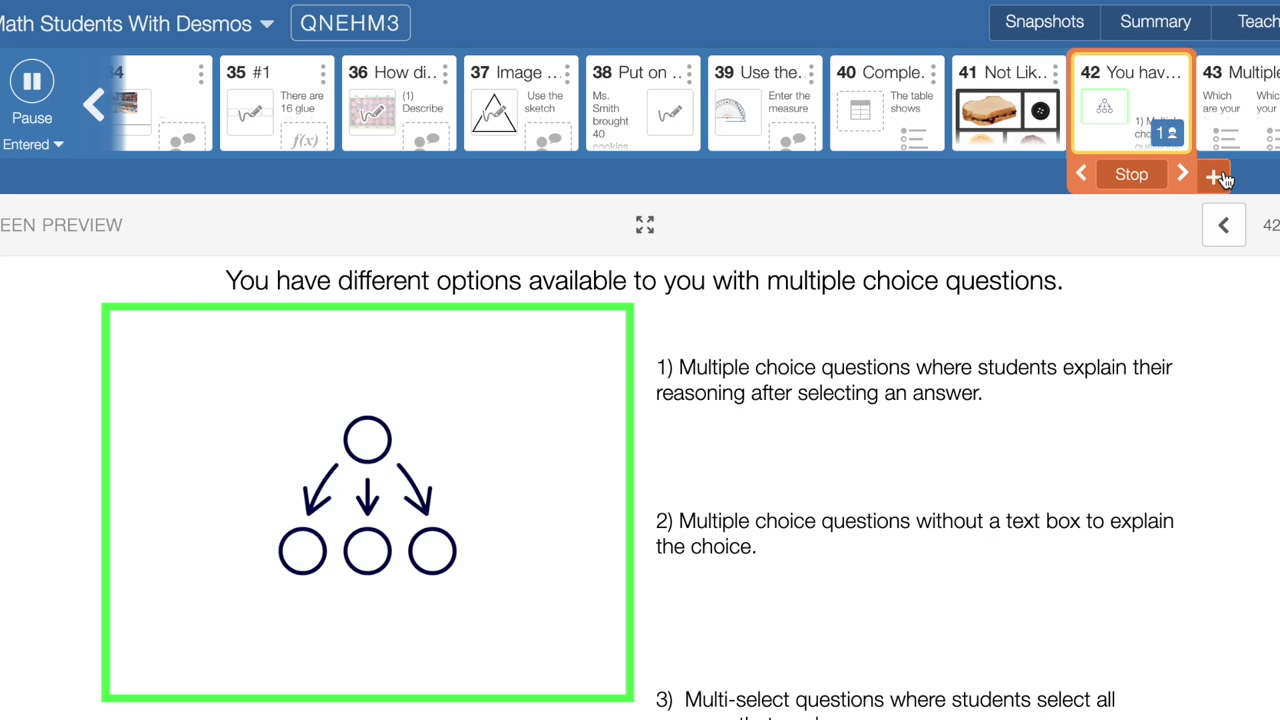 Math Students With Desmos
QNEHM3
Snapshots
Summary
Teach
Pause
Entered
34
35 #1
There are
16 glue
f(x)
36 How di..
(1)
Describe
37 Image ...
Use the
sketch
38 Put on ..
Ms.
Smith
brought
40
cookies
39 Use the.
Enter the
measure
40 Comple.
The table
shows
41 Not Lik..
42 You hav...
1
43 Multiple
Which
are your
your
Stop
EEN PREVIEW
42
You have different options available to you with multiple choice questions.
1) Multiple choice questions where students explain their
reasoning after selecting an answer.
2) Multiple choice questions without a text box to explain
the choice.
3) Multi-select questions where students select all